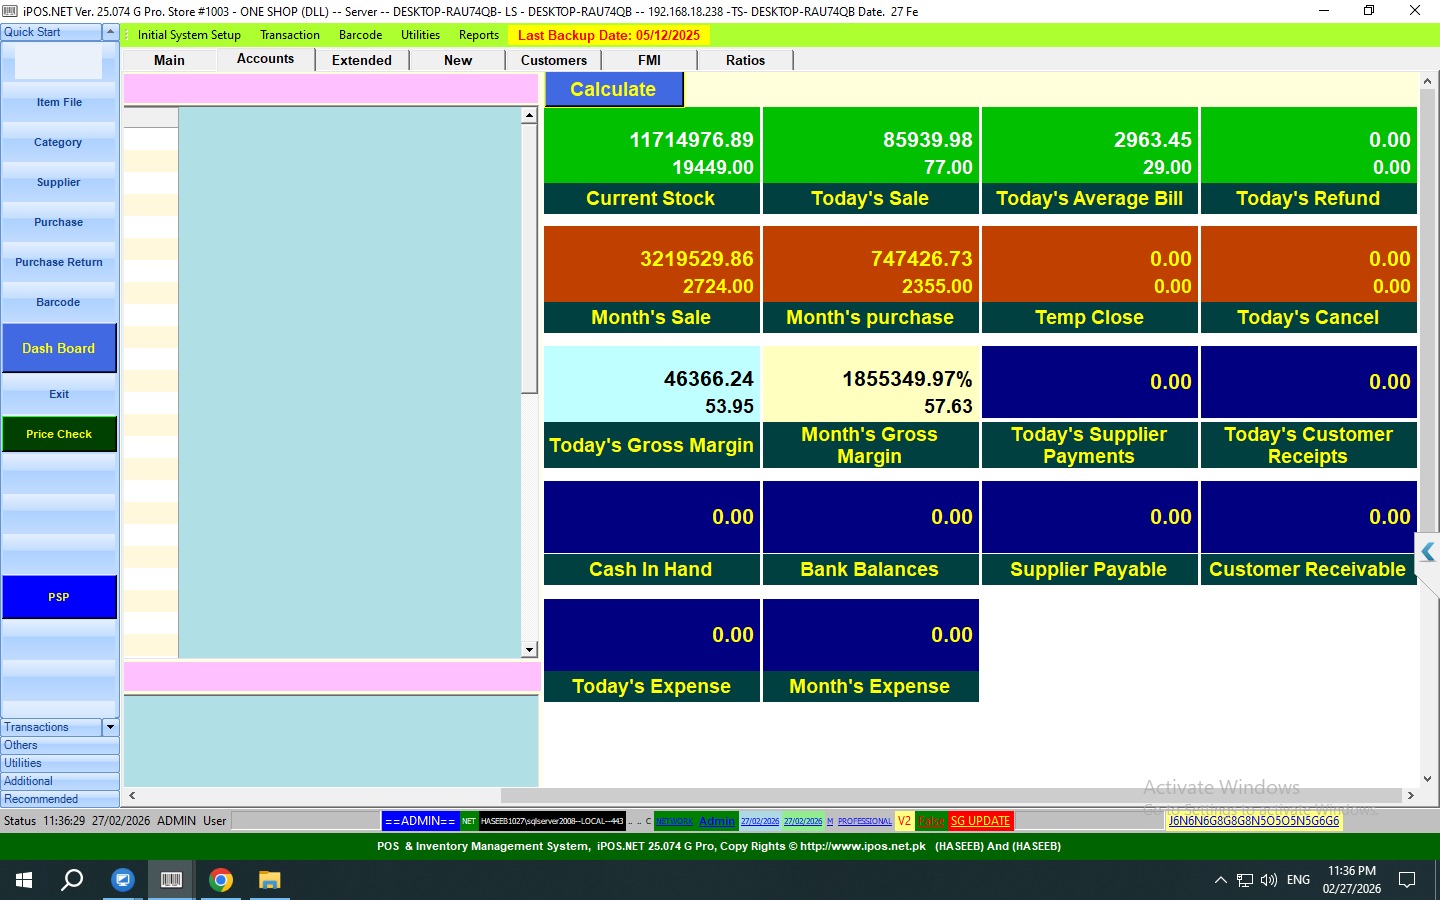 iPOS.NET Ver. 25.074 G Pro. Store #1003 - ONE SHOP (DLL) -- Server -- DESKTOP-RAU74QB- LS - DESKTOP-RAU74QB -- 192.168.18.238 -TS- DESKTOP-RAU74QB Date. 27 Fe
Quick Start
Initial System Setup Transaction Barcode Utilities Reports Last Backup Date: 05/12/2025
Main Accounts Extended New Customers FMI Ratios
Item File
Category
Supplier
Purchase
Purchase Return
Barcode
Dash Board
Exit
Price Check
PSP
Transactions
Others
Utilities
Additional
Recommended
Calculate
11714976.89 85939.98 2963.45 0.00
19449.00 77.00 29.00 0.00
Current Stock Today's Sale Today's Average Bill Today's Refund
3219529.86 747426.73 0.00 0.00
2724.00 2355.00 0.00 0.00
Month's Sale Month's purchase Temp Close Today's Cancel
46366.24 1855349.97% 0.00 0.00
53.95 57.63
Today's Gross Margin Month's Gross Margin Today's Supplier Payments Today's Customer Receipts
0.00 0.00 0.00 0.00
Cash In Hand Bank Balances Supplier Payable Customer Receivable
0.00 0.00
Today's Expense Month's Expense
Activate Windows
Go to Settings to activate Windows.
Status 11:36:29 27/02/2026 ADMIN User ==ADMIN== NET HASEEB1027\sqlserver2008--LOCAL--443 .. .. C NETWORK Admin 27/02/2026 27/02/2026 M PROFESSIONAL V2 False SG UPDATE J6N6N6G8G8G8N5O5O5N5G6G6
POS & Inventory Management System, iPOS.NET 25.074 G Pro, Copy Rights © http://www.ipos.net.pk (HASEEB) And (HASEEB)
ENG
11:36 PM
02/27/2026